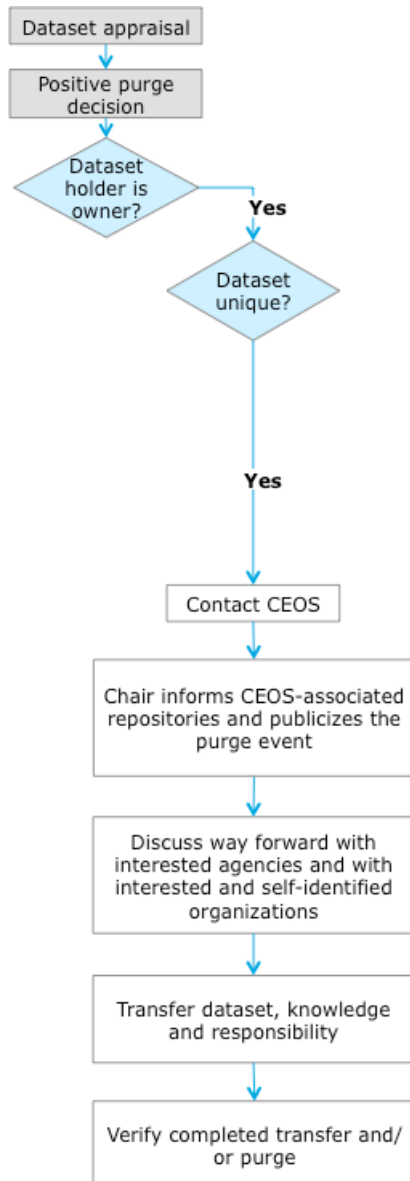 Dataset appraisal
Positive purge
decision
Dataset
holder is
owner?
Yes
Dataset
unique?
Yes
Contact CEOS
Chair informs CEOS-associated
repositories and publicizes the
purge event
Discuss way forward with
interested agencies and with
interested and self-identified
organizations
Transfer dataset, knowledge
and responsibility
Verify completed transfer and/
or purge